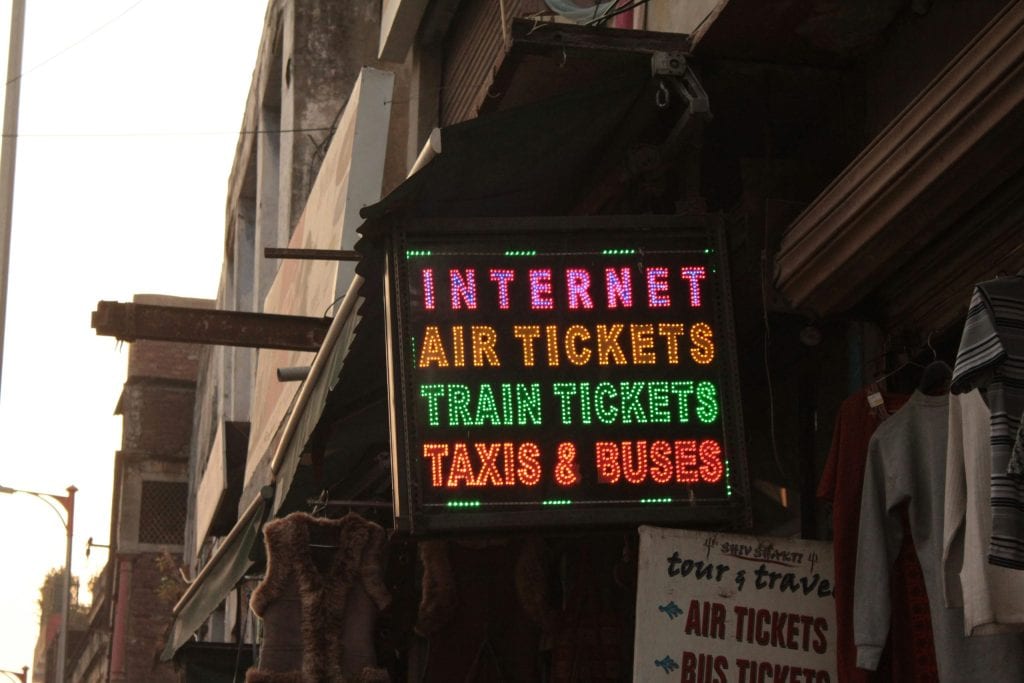 INTERNET
AIR TICKETS
TRAIN TICKETS
TAXIS & BUSES
SHIV SHAKTI
tour & trave
AIR TICKETS
BUS TICKETS